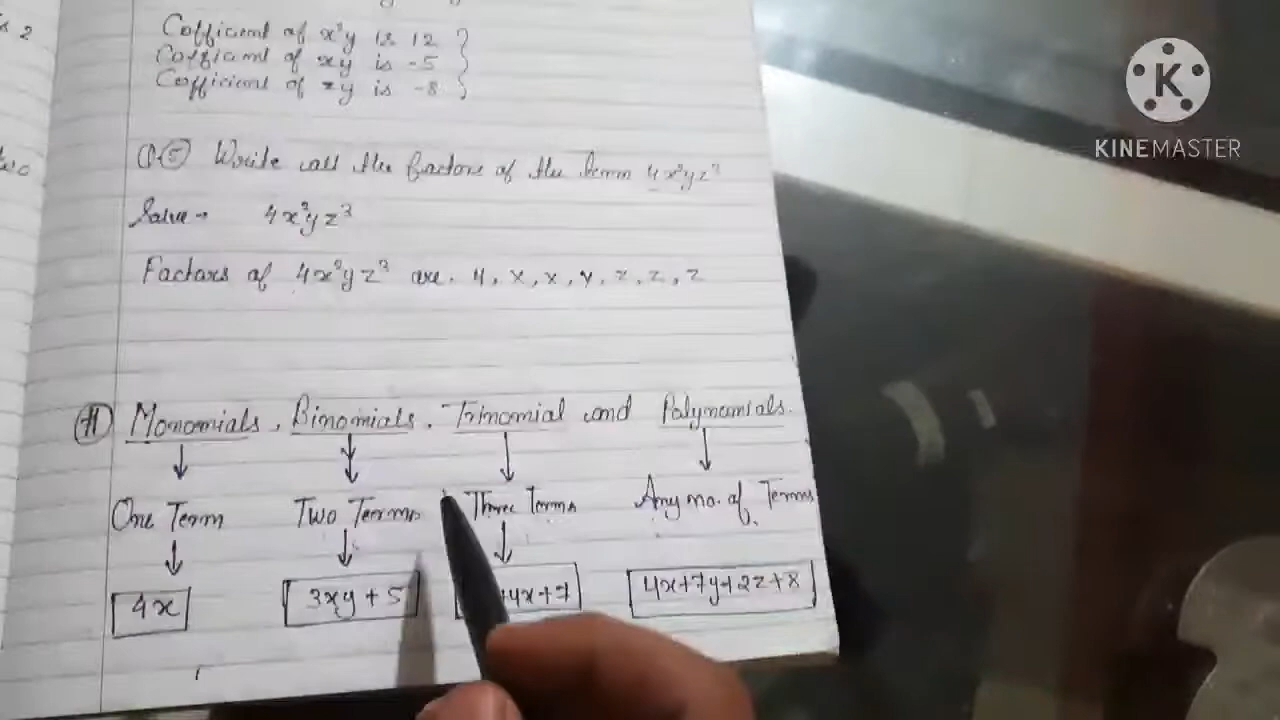 Cofficient of x²y is 12
Cofficient of xy is -5
Cofficient of zy is -8
Q.5 Write all the factors of the term 4x²yz³
Solve → 4x²yz³
Factors of 4x²yz³ are. 4, x, x, y, z, z, z
Monomials, Binomials, Trinomial and Polynomials.
One Term Two Terms Three Terms Any no. of Terms
4x 3xy + 5 +4x+7 4x+7y+2z+8
K
KINEMASTER